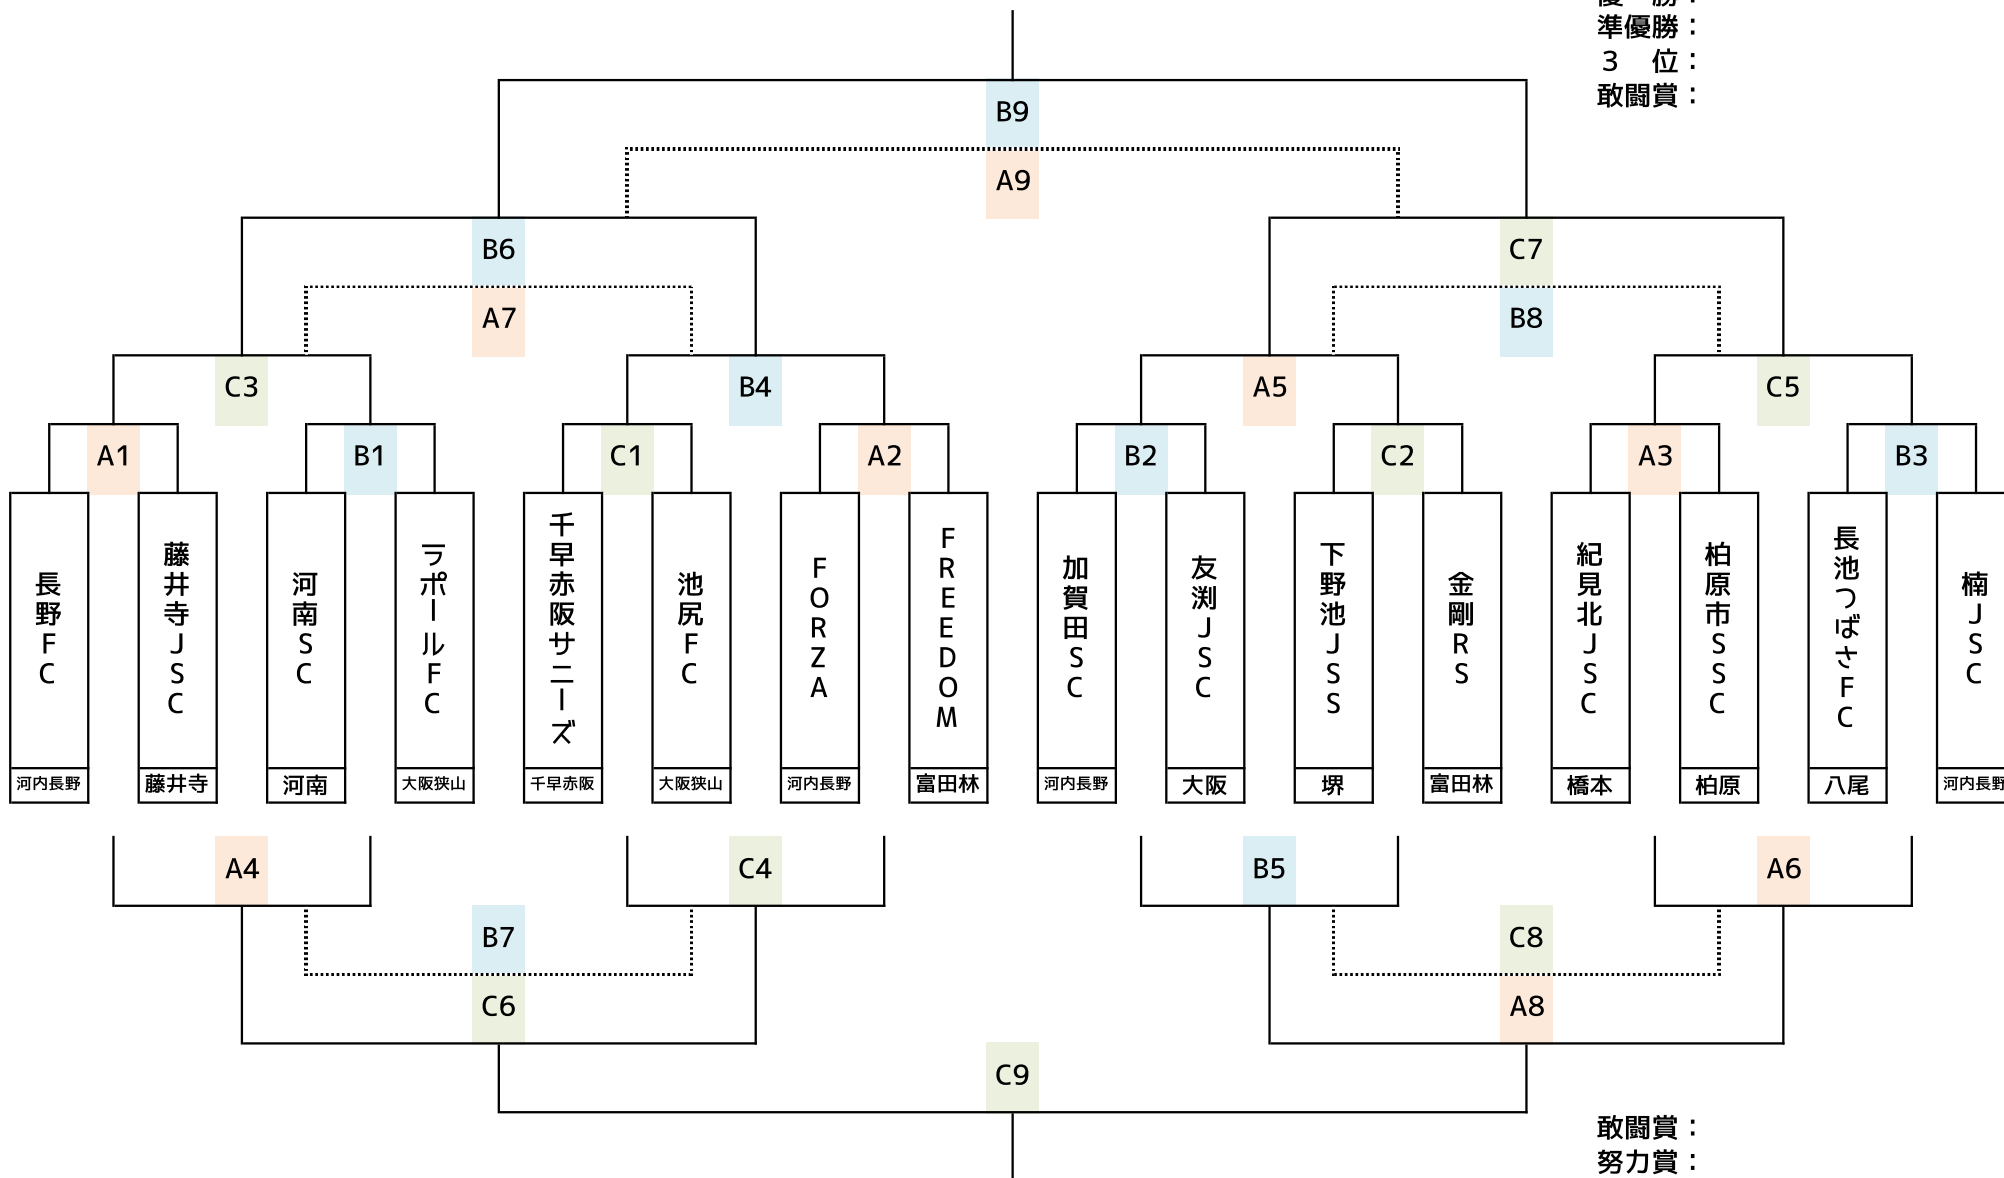 優　勝：
準優勝：
３　位：
敢闘賞：
B9
A9
B6
C7
A7
B8
C3
B4
A5
C5
A1
B1
C1
A2
B2
C2
A3
B3
長野ＦＣ
藤井寺ＪＳＣ
河南ＳＣ
ラポールＦＣ
千早赤阪サニーズ
池尻ＦＣ
ＦＯＲＺＡ
ＦＲＥＥＤＯＭ
加賀田ＳＣ
友渕ＪＳＣ
下野池ＪＳＳ
金剛ＲＳ
紀見北ＪＳＣ
柏原市ＳＳＣ
長池つばさＦＣ
楠ＪＳＣ
河内長野
藤井寺
河南
大阪狭山
千早赤阪
大阪狭山
河内長野
富田林
河内長野
大阪
堺
富田林
橋本
柏原
八尾
河内長野
A4
C4
B5
A6
B7
C8
C6
A8
C9
敢闘賞：
努力賞：